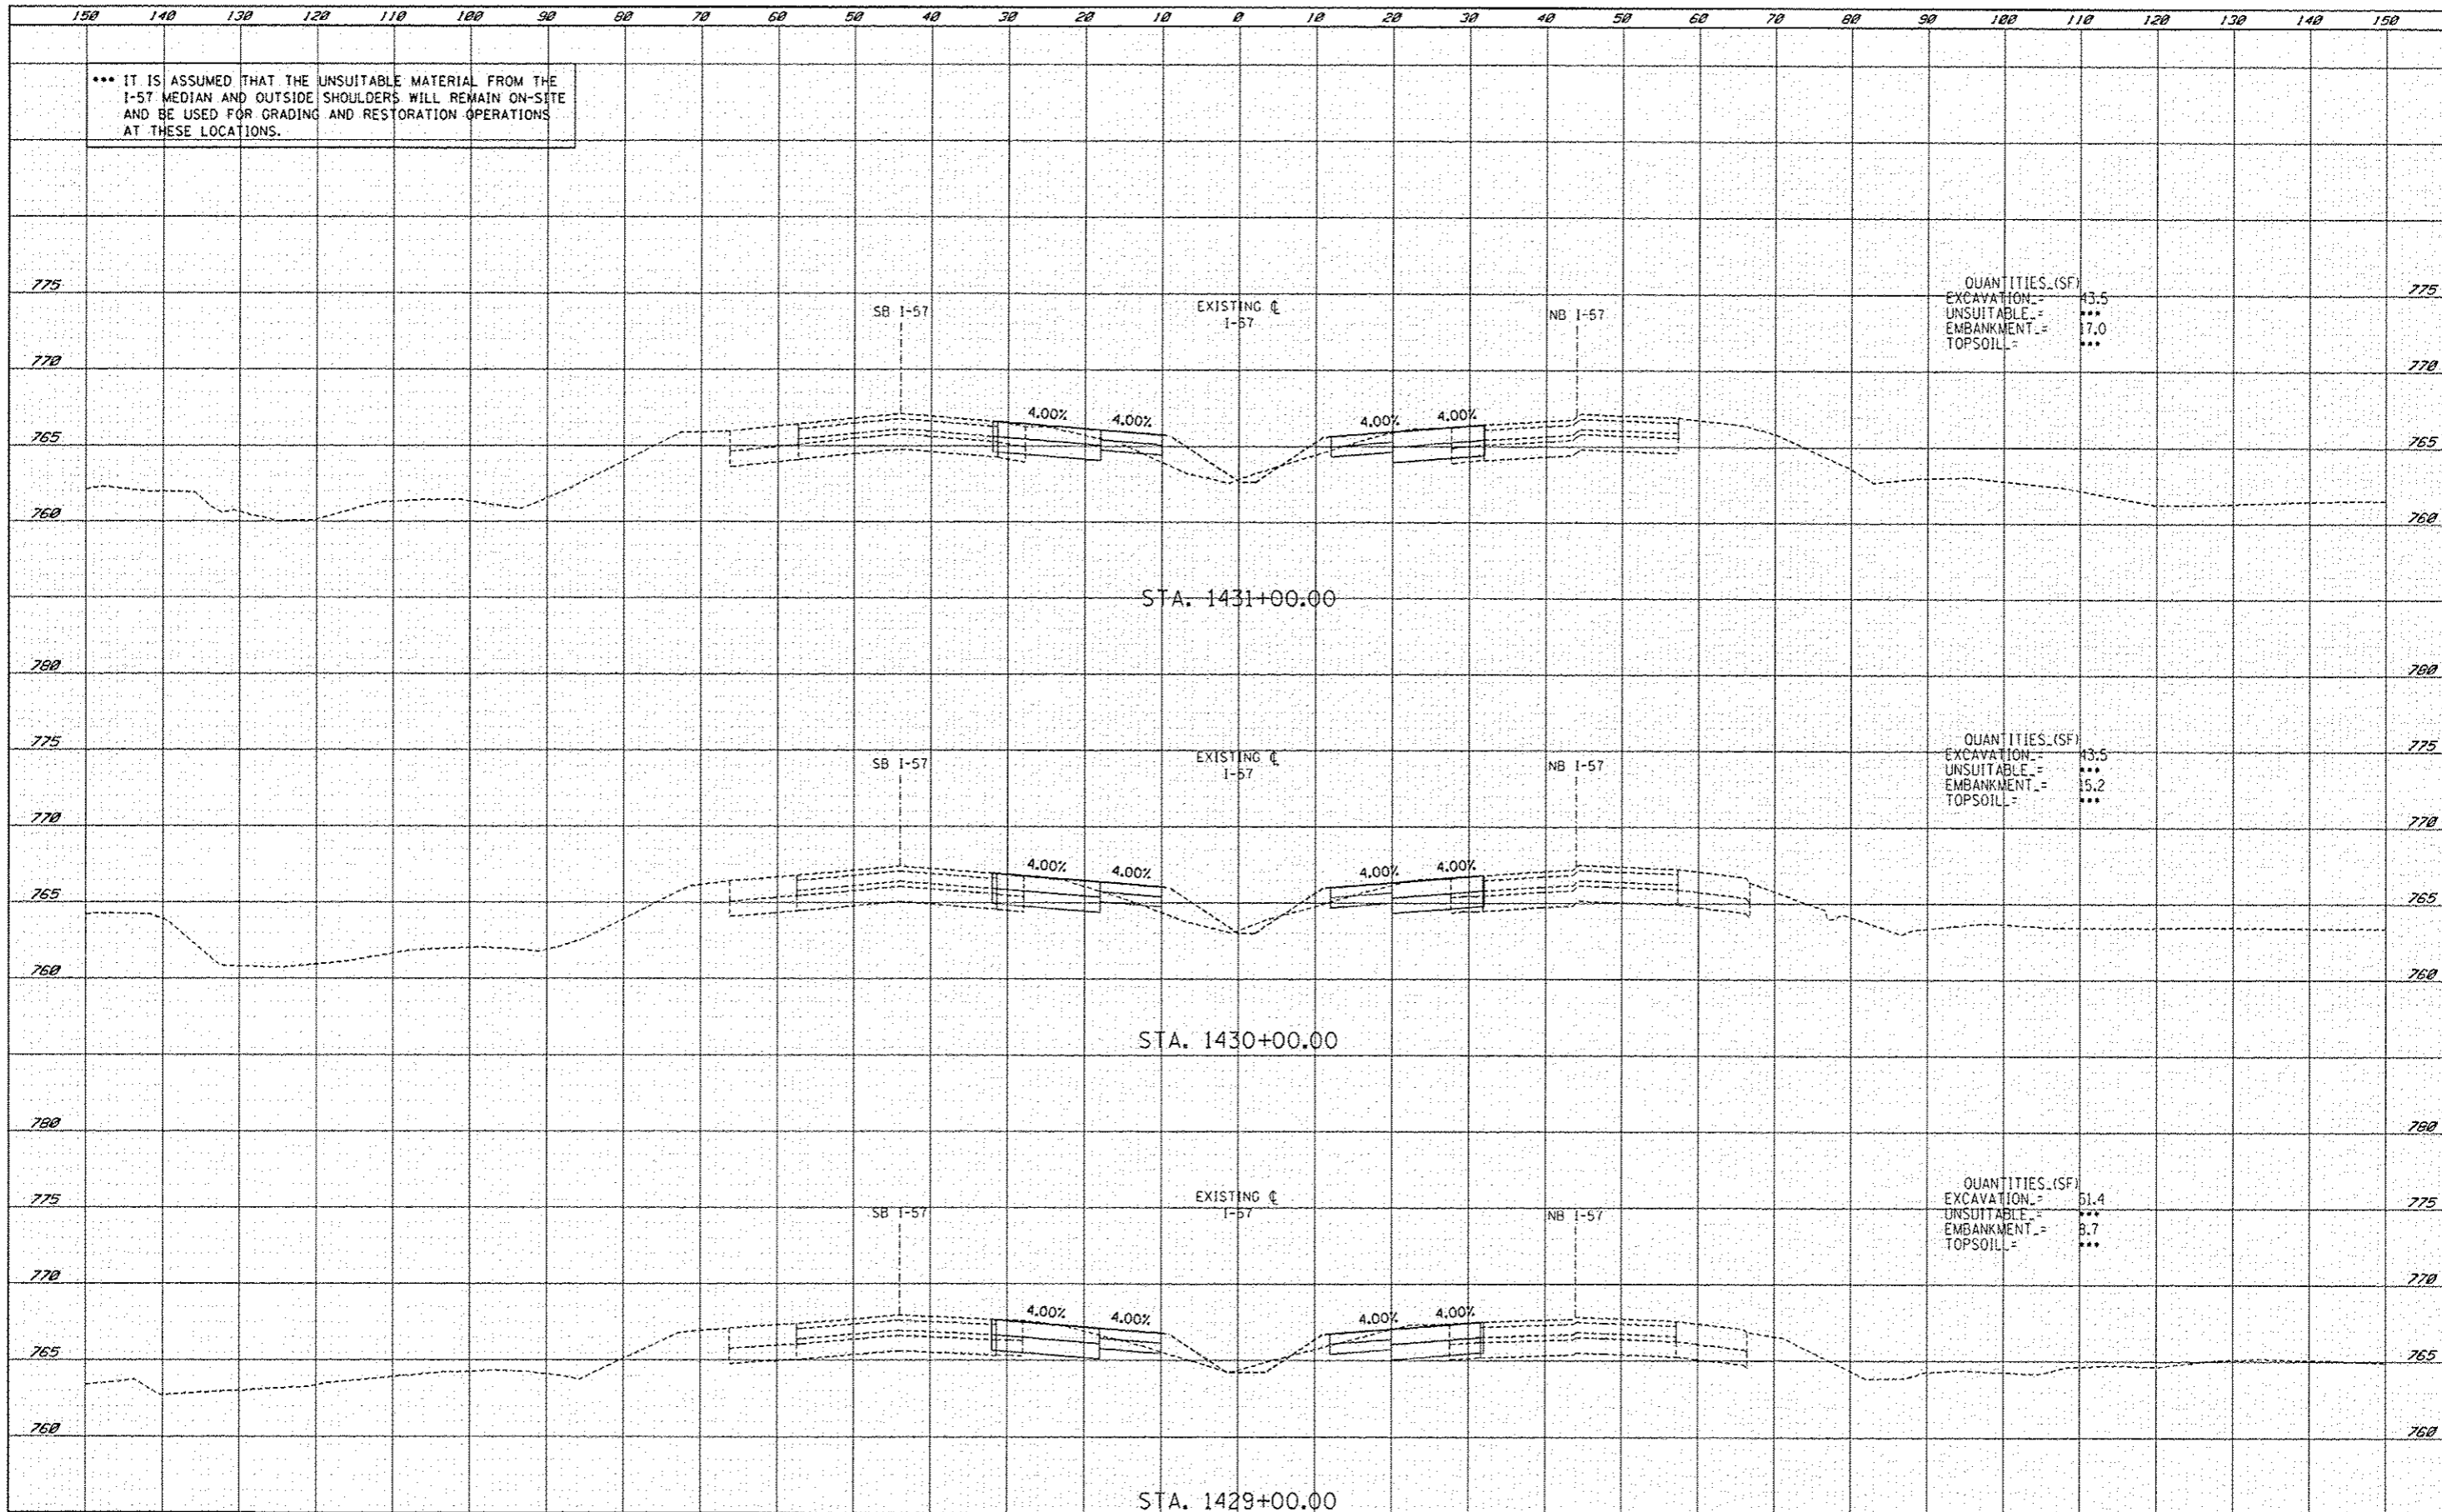 150 140 130 120 110 100 90 80 70 60 50 40 30 20 10 0 10 20 30 40 50 60 70 80 90 100 110 120 130 140 150
*** IT IS ASSUMED THAT THE UNSUITABLE MATERIAL FROM THE
I-57 MEDIAN AND OUTSIDE SHOULDERS WILL REMAIN ON-SITE
AND BE USED FOR GRADING AND RESTORATION OPERATIONS
AT THESE LOCATIONS.
QUANTITIES (SF)
775 775
EXCAVATION = 43.5
SB I-57
EXISTING ℄
I-57
NB I-57
UNSUITABLE = ***
EMBANKMENT = 17.0
TOPSOIL = ***
770 770
4.00% 4.00% 4.00% 4.00%
765 765
760 760
STA. 1431+00.00
780 780
QUANTITIES (SF)
775 775
EXCAVATION = 43.5
SB I-57
EXISTING ℄
I-57
NB I-57
UNSUITABLE = ***
EMBANKMENT = 15.2
TOPSOIL = ***
770 770
4.00% 4.00% 4.00% 4.00%
765 765
760 760
STA. 1430+00.00
780 780
QUANTITIES (SF)
775 775
EXCAVATION = 51.4
SB I-57
EXISTING ℄
I-57
NB I-57
UNSUITABLE = ***
EMBANKMENT = 8.7
TOPSOIL = ***
770 770
4.00% 4.00% 4.00% 4.00%
765 765
760 760
STA. 1429+00.00